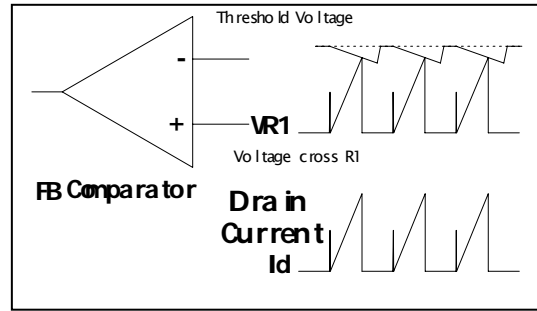 Threshold Voltage
-
+
VR1
Voltage cross R1
FB Comparator
Drain
Current
Id